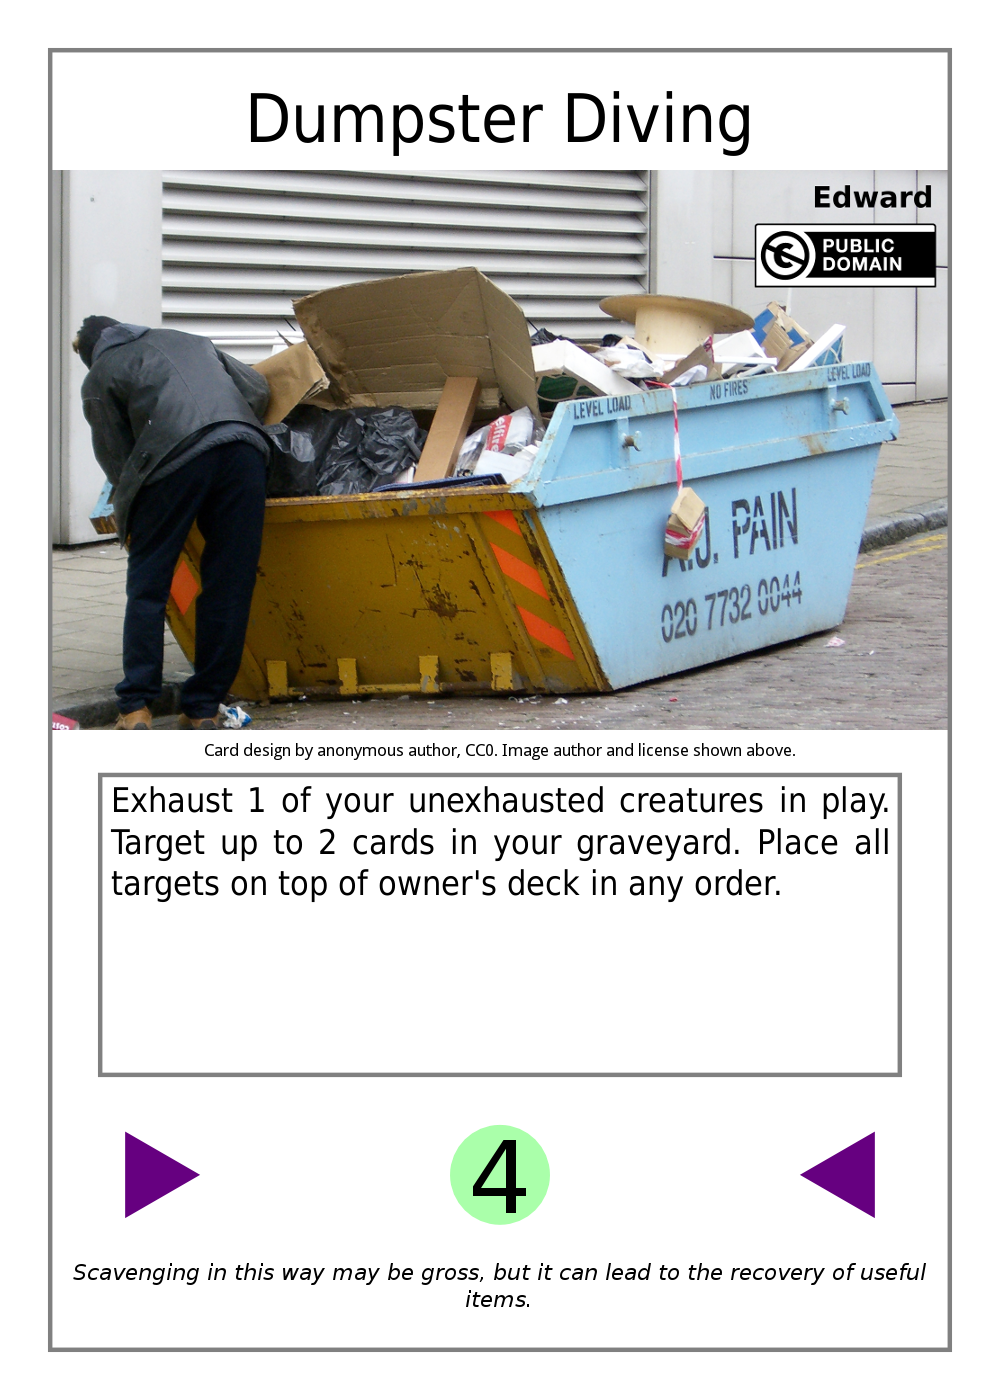 Dumpster Diving
Edward
PUBLIC
DOMAIN
LEVEL LOAD
NO FIRES
LEVEL LOAD
A.J. PAIN
020 7732 0044
Card design by anonymous author, CC0. Image author and license shown above.
Exhaust 1 of your unexhausted creatures in play.
Target up to 2 cards in your graveyard. Place all
targets on top of owner's deck in any order.
4
Scavenging in this way may be gross, but it can lead to the recovery of useful
items.